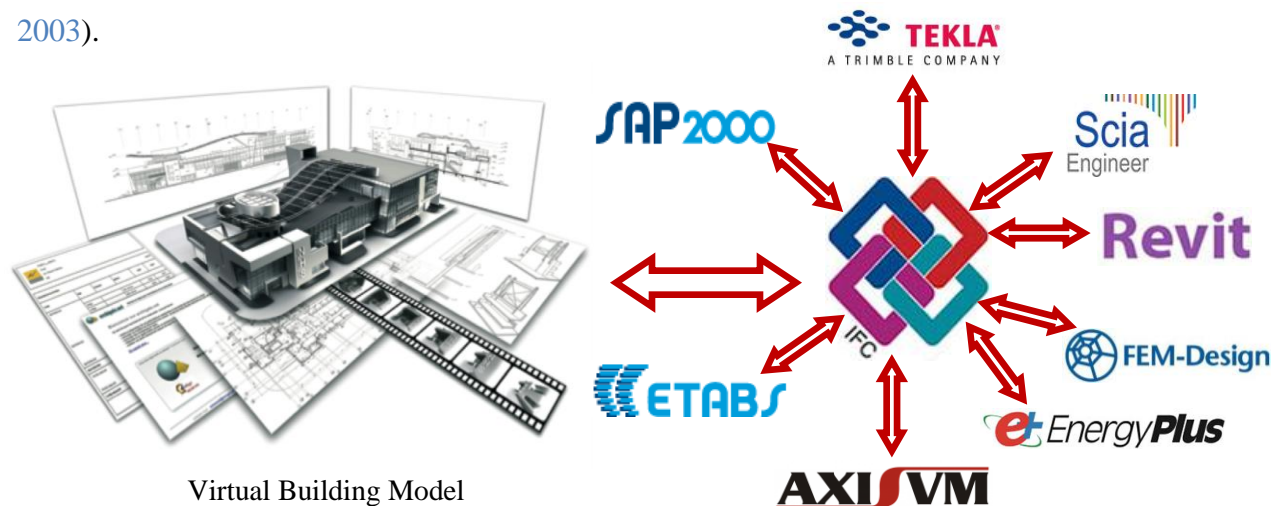 2003).
TEKLA®
A TRIMBLE COMPANY
SAP2000
Scia
Engineer
Revit
IFC
FEM-Design
ETABS
EnergyPlus
AXISVM
Virtual Building Model